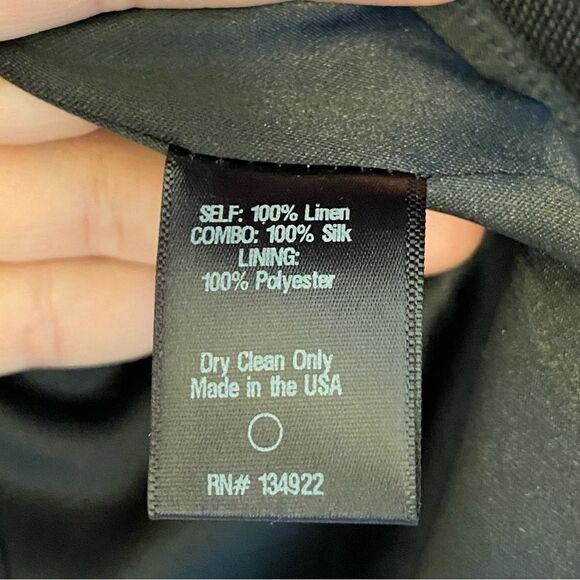 SELF: 100% Linen
COMBO: 100% Silk
LINING:
100% Polyester
Dry Clean Only
Made in the USA
RN# 134922